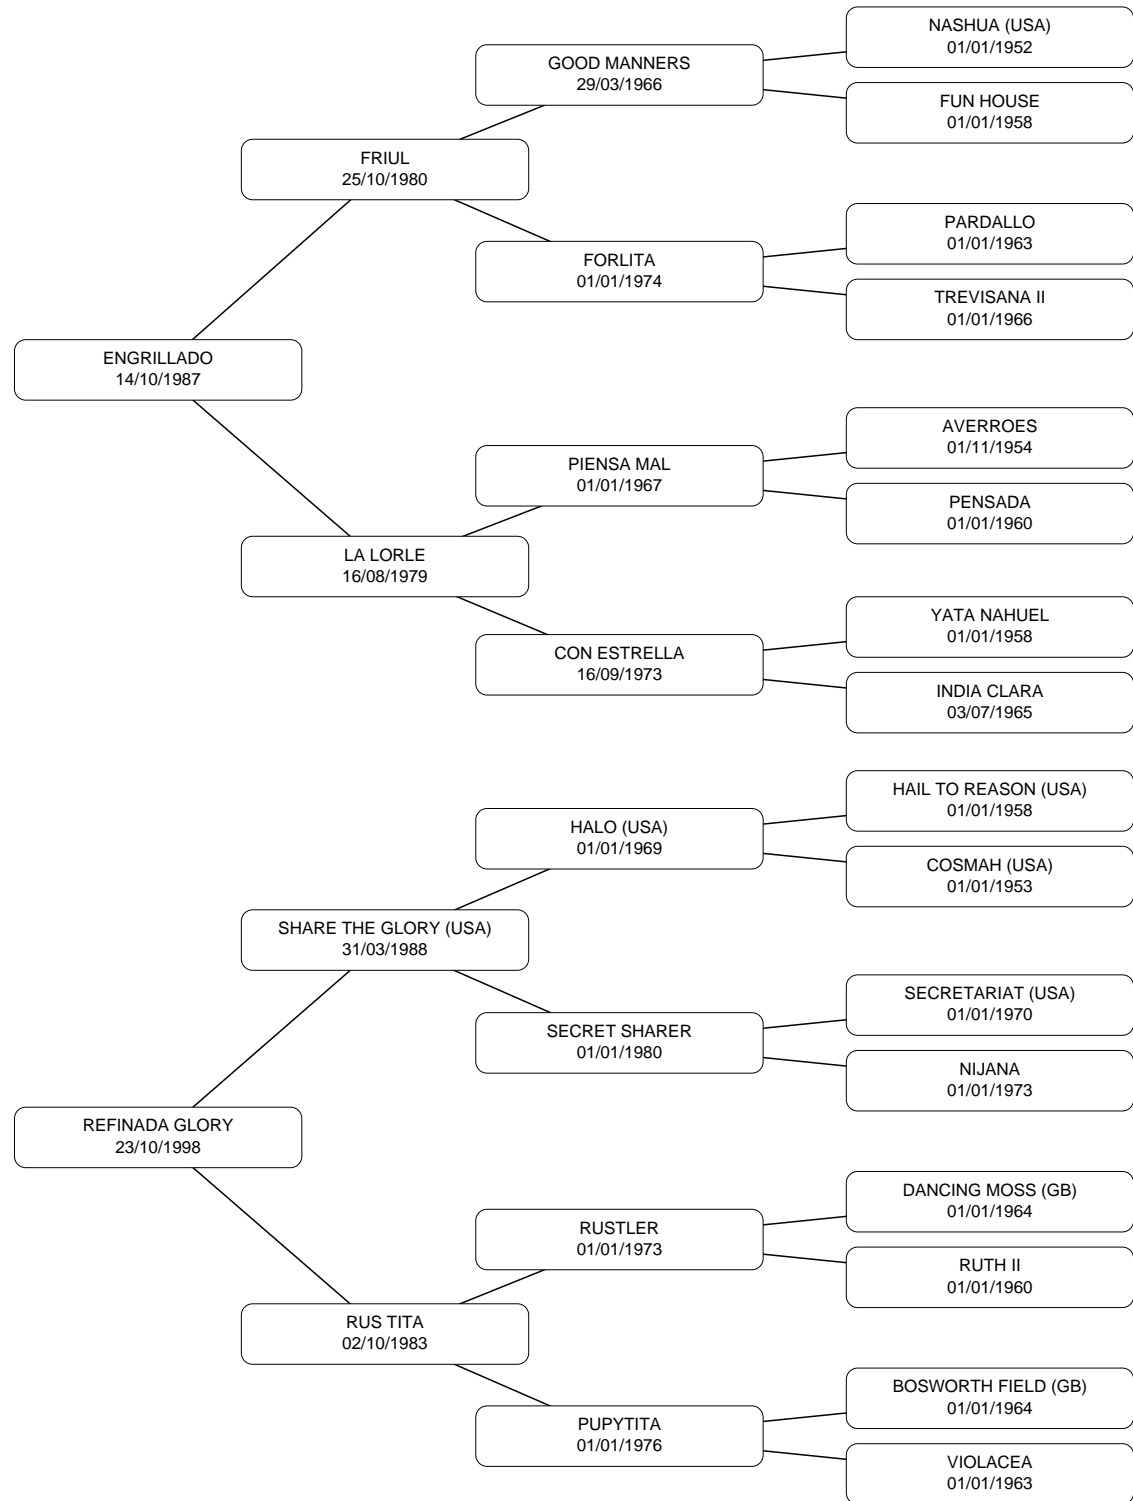 NASHUA (USA)
01/01/1952
GOOD MANNERS
29/03/1966
FUN HOUSE
01/01/1958
FRIUL
25/10/1980
PARDALLO
01/01/1963
FORLITA
01/01/1974
TREVISANA II
01/01/1966
ENGRILLADO
14/10/1987
AVERROES
01/11/1954
PIENSA MAL
01/01/1967
PENSADA
01/01/1960
LA LORLE
16/08/1979
YATA NAHUEL
01/01/1958
CON ESTRELLA
16/09/1973
INDIA CLARA
03/07/1965
HAIL TO REASON (USA)
01/01/1958
HALO (USA)
01/01/1969
COSMAH (USA)
01/01/1953
SHARE THE GLORY (USA)
31/03/1988
SECRETARIAT (USA)
01/01/1970
SECRET SHARER
01/01/1980
NIJANA
01/01/1973
REFINADA GLORY
23/10/1998
DANCING MOSS (GB)
01/01/1964
RUSTLER
01/01/1973
RUTH II
01/01/1960
RUS TITA
02/10/1983
BOSWORTH FIELD (GB)
01/01/1964
PUPYTITA
01/01/1976
VIOLACEA
01/01/1963